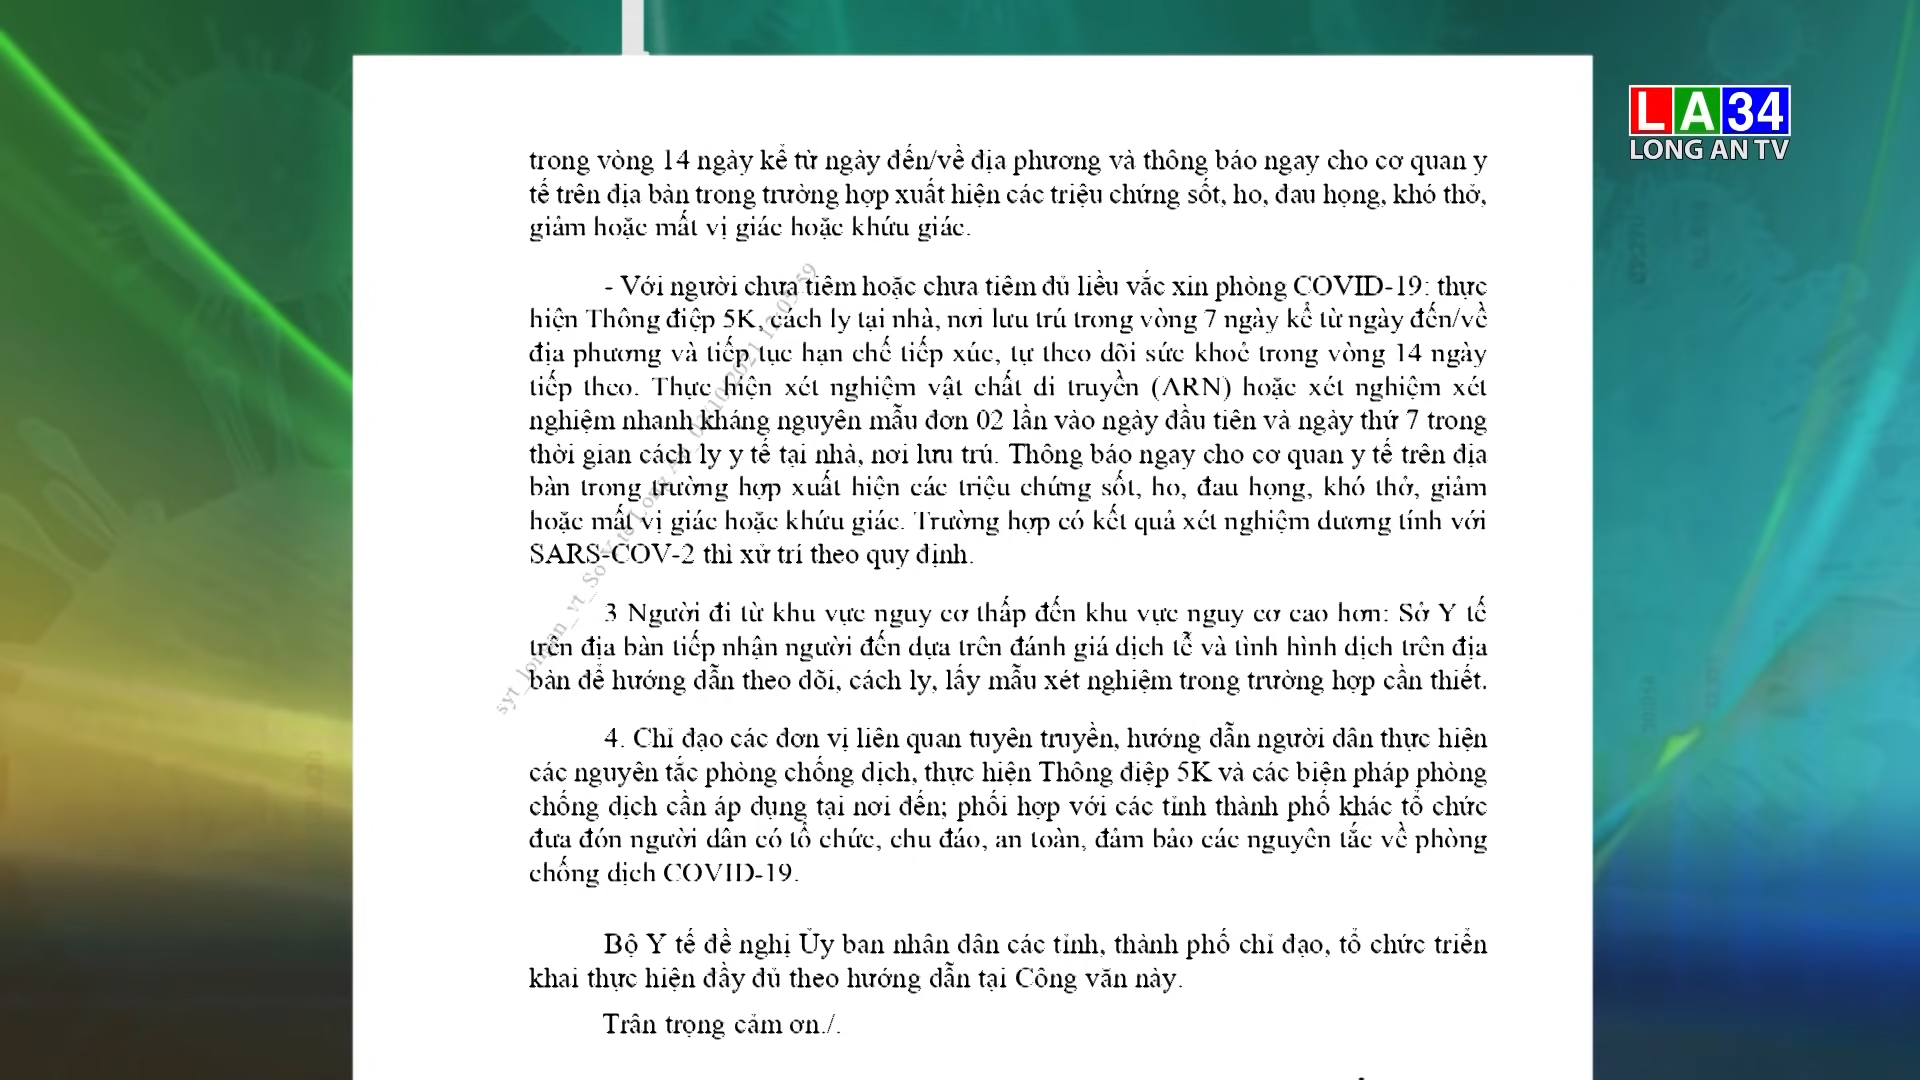 LA34
LONG AN TV
trong vòng 14 ngày kể từ ngày đến/về địa phương và thông báo ngay cho cơ quan y
tế trên địa bàn trong trường hợp xuất hiện các triệu chứng sốt, ho, đau họng, khó thở,
giảm hoặc mất vị giác hoặc khứu giác.
- Với người chưa tiêm hoặc chưa tiêm đủ liều vắc xin phòng COVID-19: thực
hiện Thông điệp 5K, cách ly tại nhà, nơi lưu trú trong vòng 7 ngày kể từ ngày đến/về
địa phương và tiếp tục hạn chế tiếp xúc, tự theo dõi sức khoẻ trong vòng 14 ngày
tiếp theo. Thực hiện xét nghiệm vật chất di truyền (ARN) hoặc xét nghiệm xét
nghiệm nhanh kháng nguyên mẫu đơn 02 lần vào ngày đầu tiên và ngày thứ 7 trong
thời gian cách ly y tế tại nhà, nơi lưu trú. Thông báo ngay cho cơ quan y tế trên địa
bàn trong trường hợp xuất hiện các triệu chứng sốt, ho, đau họng, khó thở, giảm
hoặc mất vị giác hoặc khứu giác. Trường hợp có kết quả xét nghiệm dương tính với
SARS-COV-2 thì xử trí theo quy định.
3 Người đi từ khu vực nguy cơ thấp đến khu vực nguy cơ cao hơn: Sở Y tế
trên địa bàn tiếp nhận người đến dựa trên đánh giá dịch tễ và tình hình dịch trên địa
bàn để hướng dẫn theo dõi, cách ly, lấy mẫu xét nghiệm trong trường hợp cần thiết.
4. Chỉ đạo các đơn vị liên quan tuyên truyền, hướng dẫn người dân thực hiện
các nguyên tắc phòng chống dịch, thực hiện Thông điệp 5K và các biện pháp phòng
chống dịch cần áp dụng tại nơi đến; phối hợp với các tỉnh thành phố khác tổ chức
đưa đón người dân có tổ chức, chu đáo, an toàn, đảm bảo các nguyên tắc về phòng
chống dịch COVID-19.
Bộ Y tế đề nghị Ủy ban nhân dân các tỉnh, thành phố chỉ đạo, tổ chức triển
khai thực hiện đầy đủ theo hướng dẫn tại Công văn này.
Trân trọng cảm ơn./.